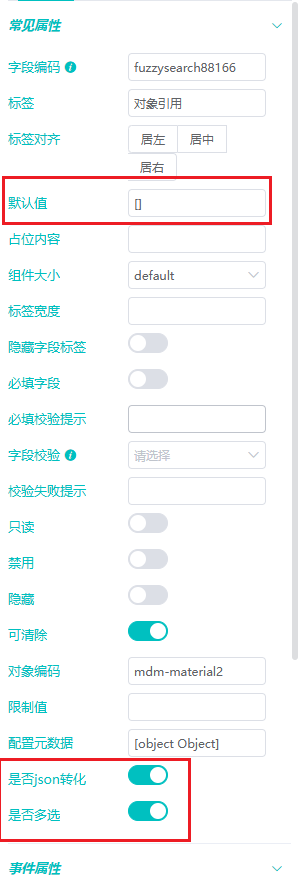 常见属性
字段编码 fuzzysearch88166
标签 对象引用
标签对齐 居左 居中
居右
默认值 []
占位内容
组件大小 default
标签宽度
隐藏字段标签
必填字段
必填校验提示
字段校验 请选择
校验失败提示
只读
禁用
隐藏
可清除
对象编码 mdm-material2
限制值
配置元数据 [object Object]
是否json转化
是否多选
事件属性